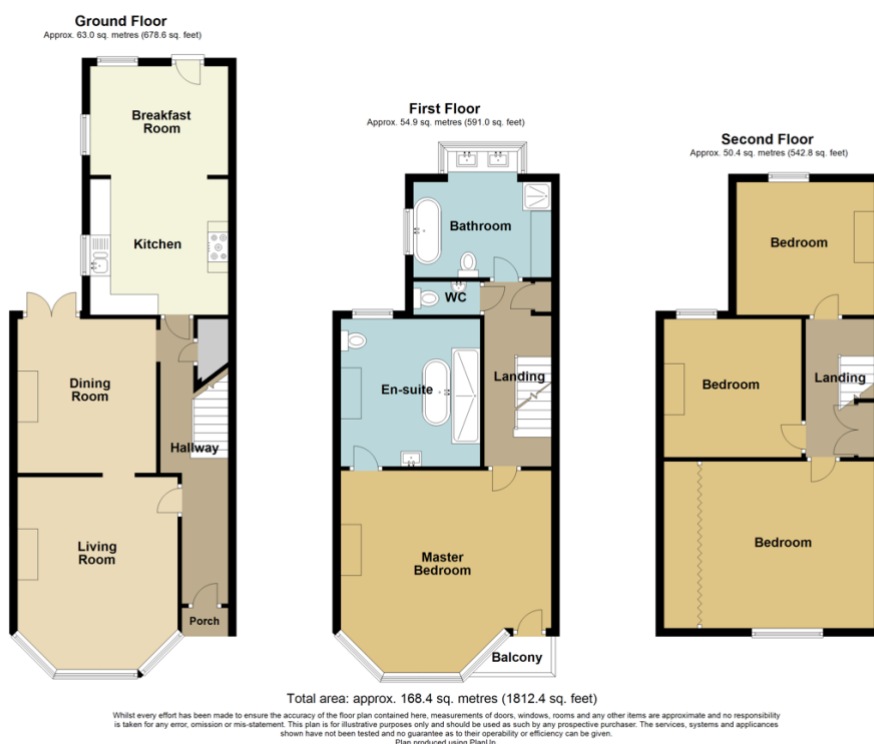 Ground Floor
Approx. 63.0 sq. metres (678.6 sq. feet)
Breakfast
Room
Kitchen
Dining
Room
Hallway
Living
Room
Porch
First Floor
Approx. 54.9 sq. metres (591.0 sq. feet)
Bathroom
WC
En-suite
Landing
Master
Bedroom
Balcony
Second Floor
Approx. 50.4 sq. metres (542.8 sq. feet)
Bedroom
Bedroom
Landing
Bedroom
Total area: approx. 168.4 sq. metres (1812.4 sq. feet)
Whilst every effort has been made to ensure the accuracy of the floor plan contained here, measurements of doors, windows, rooms and any other items are approximate and no responsibility
is taken for any error, omission or mis-statement. This plan is for illustrative purposes only and should be used as such by any prospective purchaser. The services, systems and applicances
shown have not been tested and no guarantee as to their operability or efficiency can be given.
Plan produced using PlanUp.